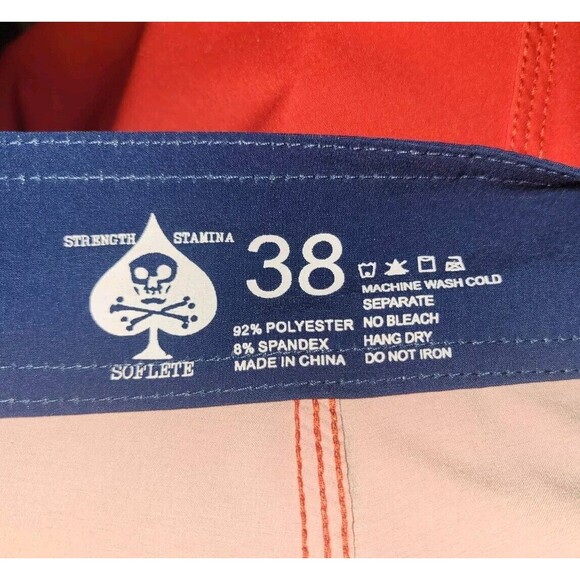 STRENGTH STAMINA
SOFLETE
38
92% POLYESTER
8% SPANDEX
MADE IN CHINA
MACHINE WASH COLD
SEPARATE
NO BLEACH
HANG DRY
DO NOT IRON